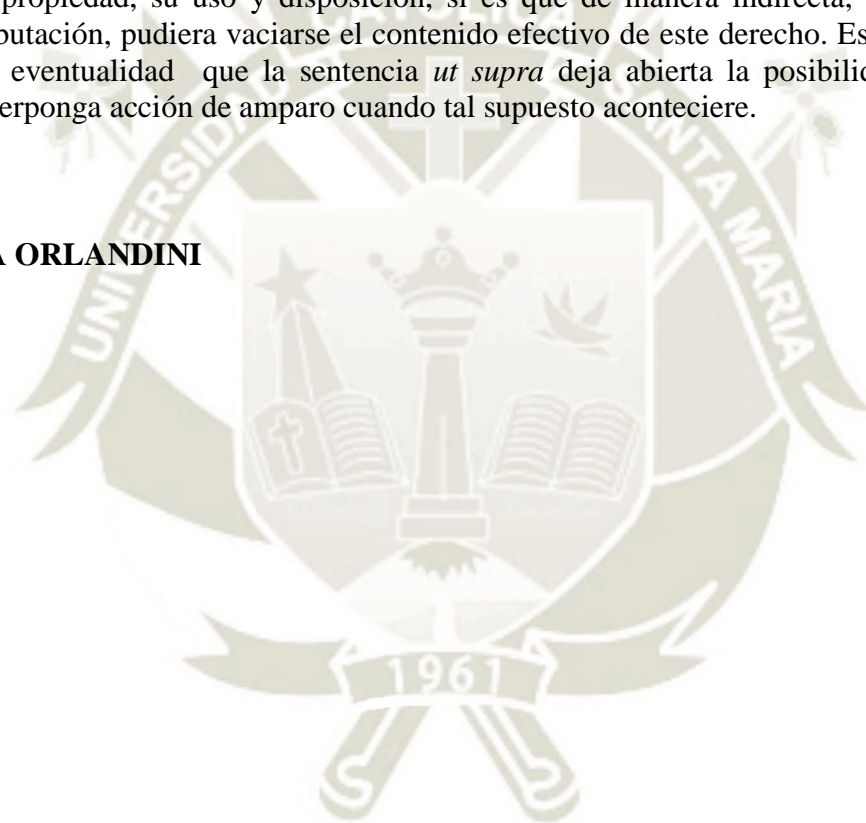 propiedad, su uso y disposición, si es que de manera indirecta,
putación, pudiera vaciarse el contenido efectivo de este derecho. Es
eventualidad que la sentencia ut supra deja abierta la posibili
erponga acción de amparo cuando tal supuesto aconteciere.
A ORLANDINI
UNIVERSIDAD
SANTA MARIA
1961